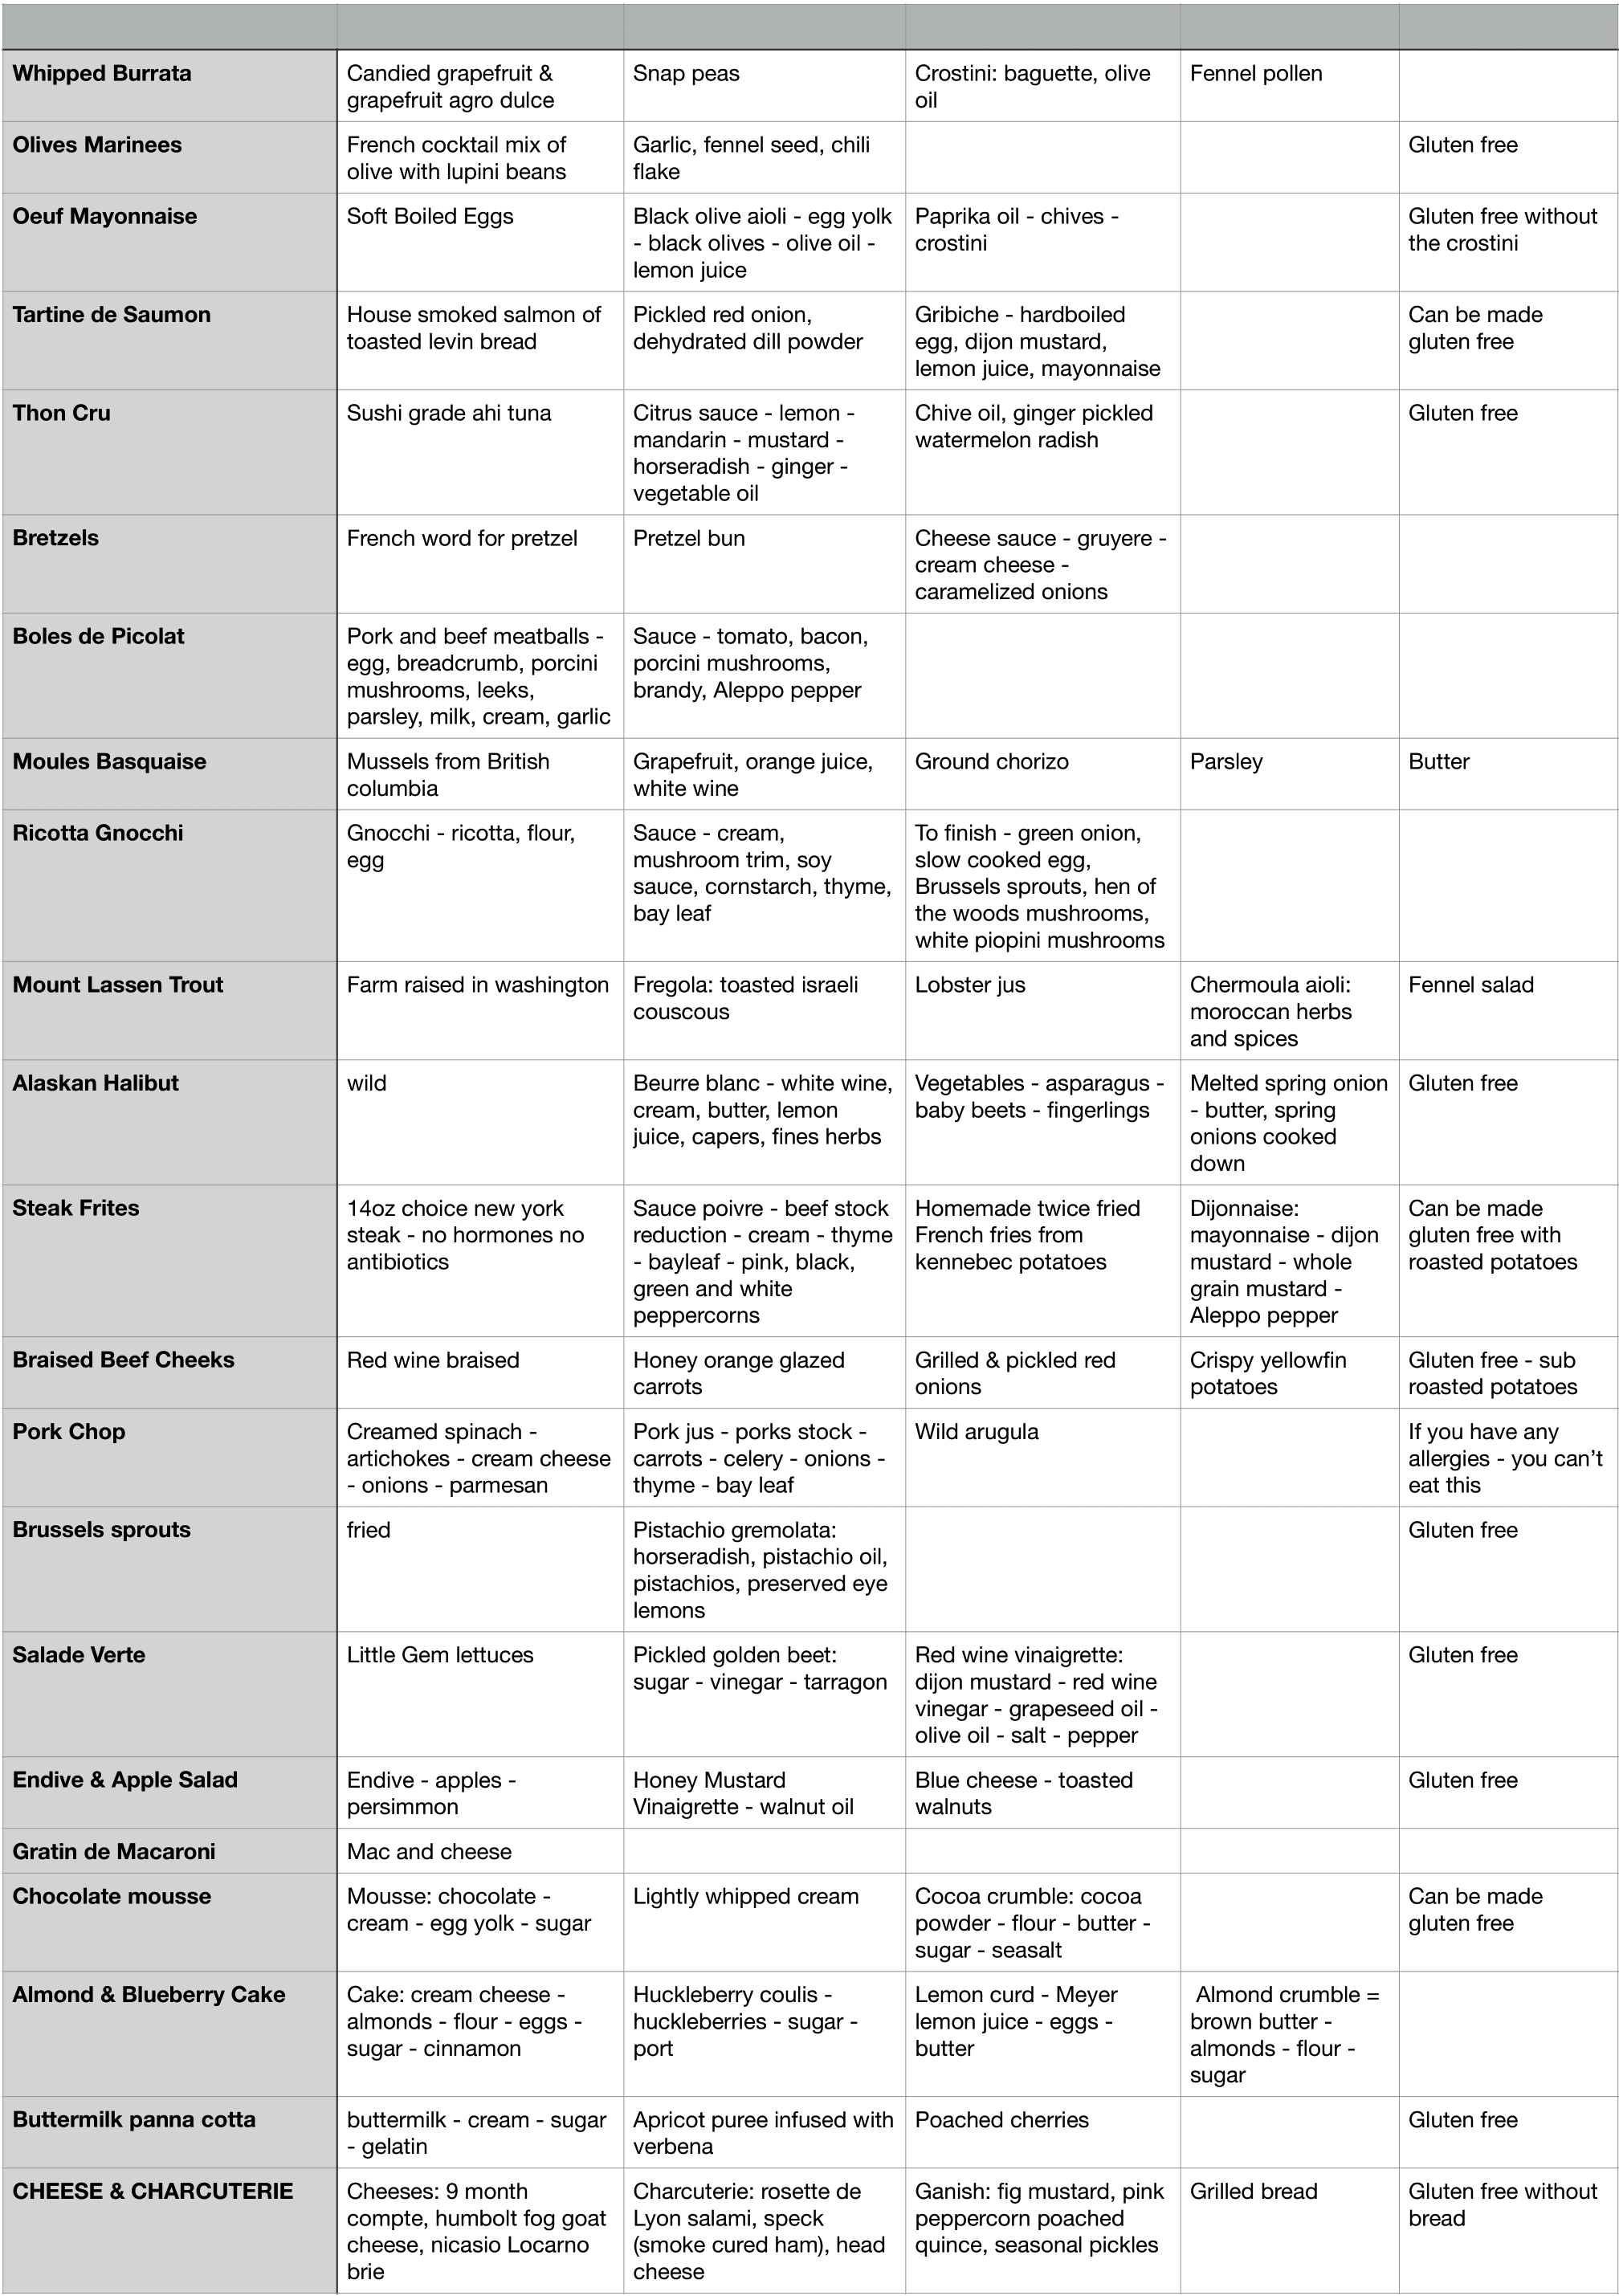 Whipped Burrata
Candied grapefruit &
grapefruit agro dulce
Snap peas
Crostini: baguette, olive
oil
Fennel pollen
Olives Marinees
French cocktail mix of
olive with lupini beans
Garlic, fennel seed, chili
flake
Gluten free
Oeuf Mayonnaise
Soft Boiled Eggs
Black olive aioli - egg yolk
- black olives - olive oil -
lemon juice
Paprika oil - chives -
crostini
Gluten free without
the crostini
Tartine de Saumon
House smoked salmon of
toasted levin bread
Pickled red onion,
dehydrated dill powder
Gribiche - hardboiled
egg, dijon mustard,
lemon juice, mayonnaise
Can be made
gluten free
Thon Cru
Sushi grade ahi tuna
Citrus sauce - lemon -
mandarin - mustard -
horseradish - ginger -
vegetable oil
Chive oil, ginger pickled
watermelon radish
Gluten free
Bretzels
French word for pretzel
Pretzel bun
Cheese sauce - gruyere -
cream cheese -
caramelized onions
Boles de Picolat
Pork and beef meatballs -
egg, breadcrumb, porcini
mushrooms, leeks,
parsley, milk, cream, garlic
Sauce - tomato, bacon,
porcini mushrooms,
brandy, Aleppo pepper
Moules Basquaise
Mussels from British
columbia
Grapefruit, orange juice,
white wine
Ground chorizo
Parsley
Butter
Ricotta Gnocchi
Gnocchi - ricotta, flour,
egg
Sauce - cream,
mushroom trim, soy
sauce, cornstarch, thyme,
bay leaf
To finish - green onion,
slow cooked egg,
Brussels sprouts, hen of
the woods mushrooms,
white piopini mushrooms
Mount Lassen Trout
Farm raised in washington
Fregola: toasted israeli
couscous
Lobster jus
Chermoula aioli:
moroccan herbs
and spices
Fennel salad
Alaskan Halibut
wild
Beurre blanc - white wine,
cream, butter, lemon
juice, capers, fines herbs
Vegetables - asparagus -
baby beets - fingerlings
Melted spring onion
- butter, spring
onions cooked
down
Gluten free
Steak Frites
14oz choice new york
steak - no hormones no
antibiotics
Sauce poivre - beef stock
reduction - cream - thyme
- bayleaf - pink, black,
green and white
peppercorns
Homemade twice fried
French fries from
kennebec potatoes
Dijonnaise:
mayonnaise - dijon
mustard - whole
grain mustard -
Aleppo pepper
Can be made
gluten free with
roasted potatoes
Braised Beef Cheeks
Red wine braised
Honey orange glazed
carrots
Grilled & pickled red
onions
Crispy yellowfin
potatoes
Gluten free - sub
roasted potatoes
Pork Chop
Creamed spinach -
artichokes - cream cheese
- onions - parmesan
Pork jus - porks stock -
carrots - celery - onions -
thyme - bay leaf
Wild arugula
If you have any
allergies - you can’t
eat this
Brussels sprouts
fried
Pistachio gremolata:
horseradish, pistachio oil,
pistachios, preserved eye
lemons
Gluten free
Salade Verte
Little Gem lettuces
Pickled golden beet:
sugar - vinegar - tarragon
Red wine vinaigrette:
dijon mustard - red wine
vinegar - grapeseed oil -
olive oil - salt - pepper
Gluten free
Endive & Apple Salad
Endive - apples -
persimmon
Honey Mustard
Vinaigrette - walnut oil
Blue cheese - toasted
walnuts
Gluten free
Gratin de Macaroni
Mac and cheese
Chocolate mousse
Mousse: chocolate -
cream - egg yolk - sugar
Lightly whipped cream
Cocoa crumble: cocoa
powder - flour - butter -
sugar - seasalt
Can be made
gluten free
Almond & Blueberry Cake
Cake: cream cheese -
almonds - flour - eggs -
sugar - cinnamon
Huckleberry coulis -
huckleberries - sugar -
port
Lemon curd - Meyer
lemon juice - eggs -
butter
Almond crumble =
brown butter -
almonds - flour -
sugar
Buttermilk panna cotta
buttermilk - cream - sugar
- gelatin
Apricot puree infused with
verbena
Poached cherries
Gluten free
CHEESE & CHARCUTERIE
Cheeses: 9 month
compte, humbolt fog goat
cheese, nicasio Locarno
brie
Charcuterie: rosette de
Lyon salami, speck
(smoke cured ham), head
cheese
Ganish: fig mustard, pink
peppercorn poached
quince, seasonal pickles
Grilled bread
Gluten free without
bread